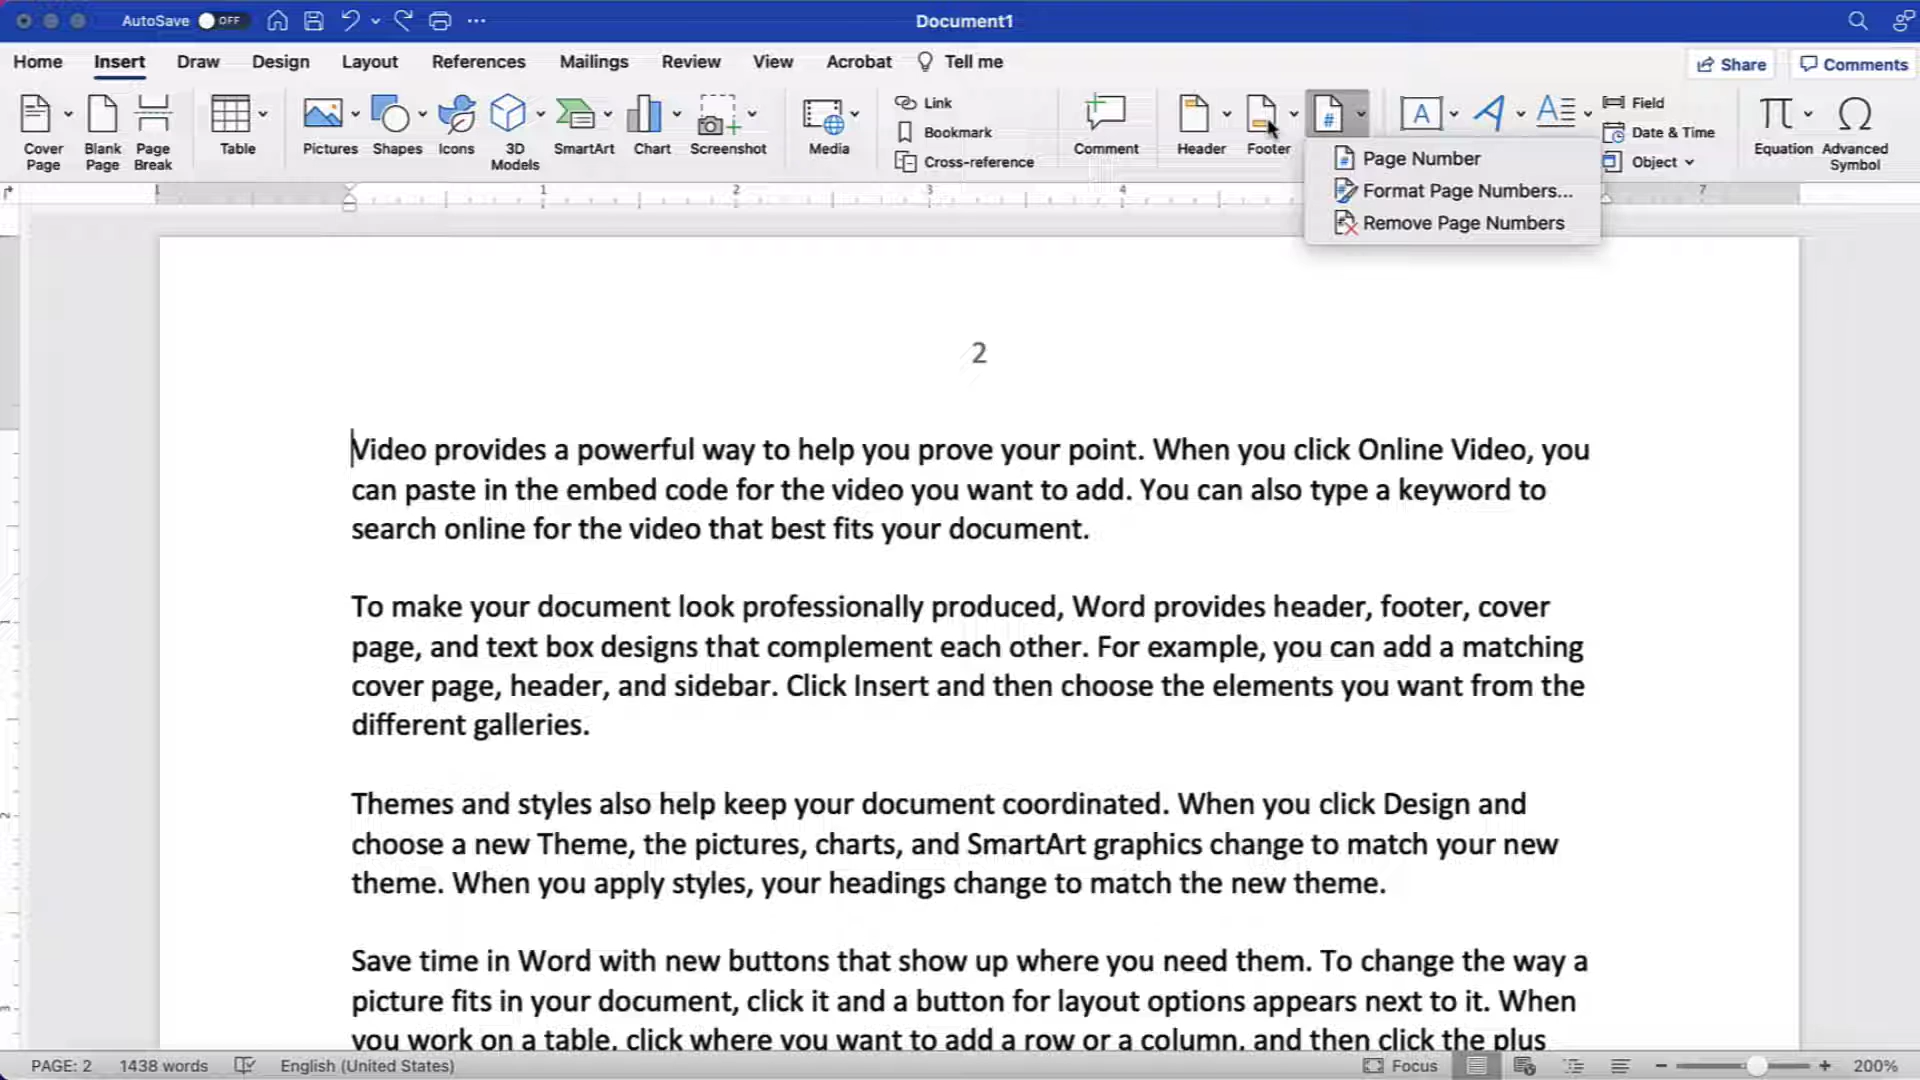 AutoSave OFF Document1
Home Insert Draw Design Layout References Mailings Review View Acrobat Tell me Share Comments
Cover Page
Blank Page
Page Break
Table
Pictures
Shapes
Icons
3D Models
SmartArt
Chart
Screenshot
Media
Link
Bookmark
Cross-reference
Comment
Header
Footer
#
A
Field
Date & Time
Object
Equation
Advanced Symbol
Page Number
Format Page Numbers...
Remove Page Numbers
1 1 2 3 4 7
2
Video provides a powerful way to help you prove your point. When you click Online Video, you
can paste in the embed code for the video you want to add. You can also type a keyword to
search online for the video that best fits your document.
To make your document look professionally produced, Word provides header, footer, cover
page, and text box designs that complement each other. For example, you can add a matching
cover page, header, and sidebar. Click Insert and then choose the elements you want from the
different galleries.
Themes and styles also help keep your document coordinated. When you click Design and
choose a new Theme, the pictures, charts, and SmartArt graphics change to match your new
theme. When you apply styles, your headings change to match the new theme.
Save time in Word with new buttons that show up where you need them. To change the way a
picture fits in your document, click it and a button for layout options appears next to it. When
you work on a table, click where you want to add a row or a column, and then click the plus
PAGE: 2 1438 words English (United States) Focus 200%